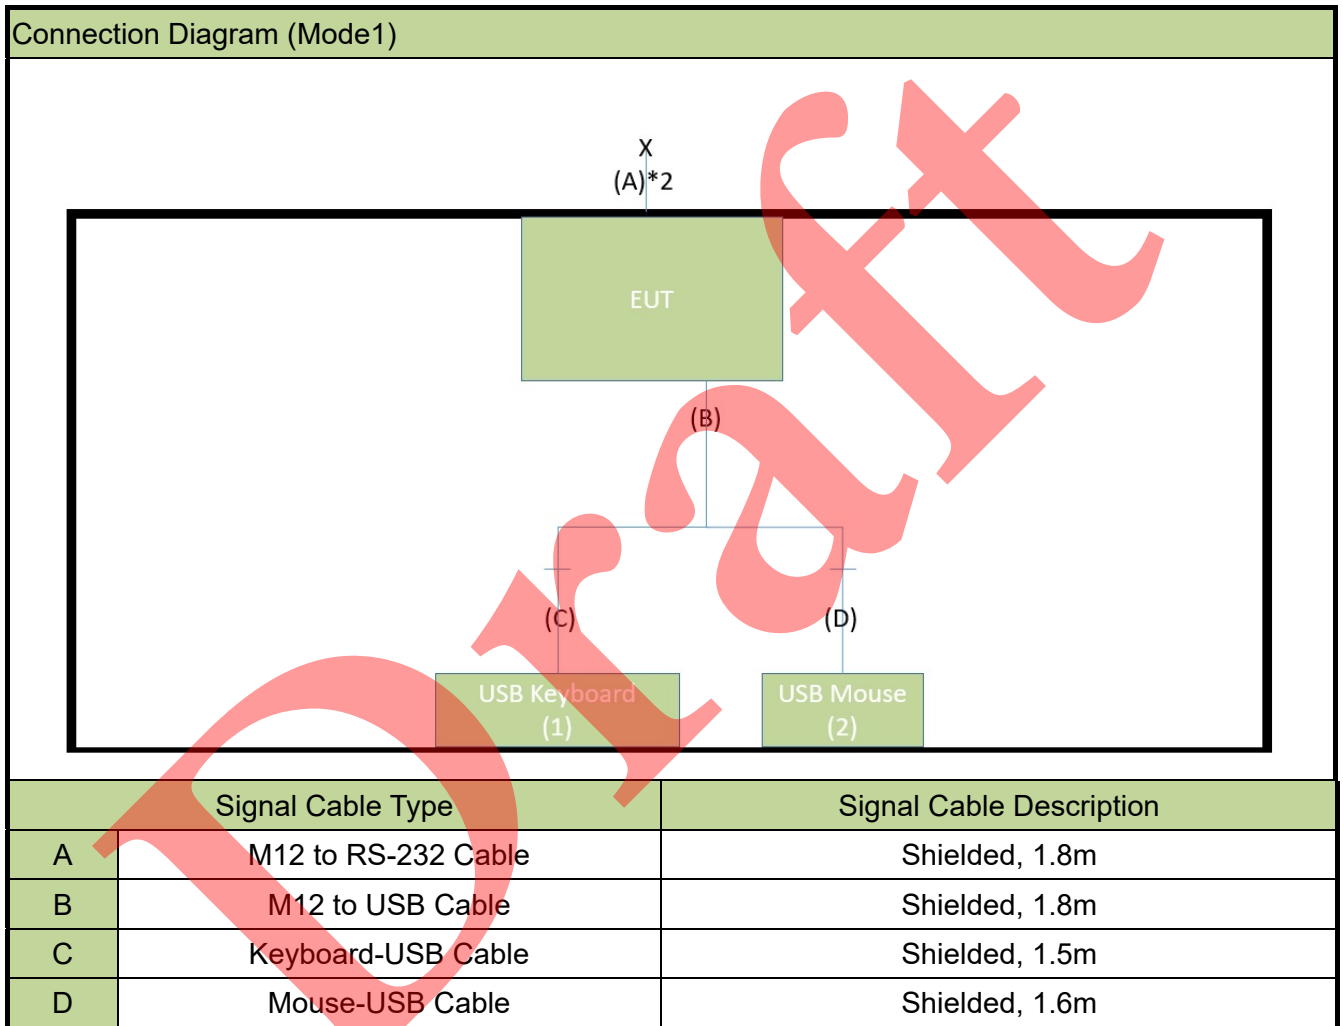 Connection Diagram (Mode1)
X
(A)*2
EUT
(B)
(C)
(D)
USB Keyboard
(1)
USB Mouse
(2)
Draft
Signal Cable Type Signal Cable Description
A M12 to RS-232 Cable Shielded, 1.8m
B M12 to USB Cable Shielded, 1.8m
C Keyboard-USB Cable Shielded, 1.5m
D Mouse-USB Cable Shielded, 1.6m